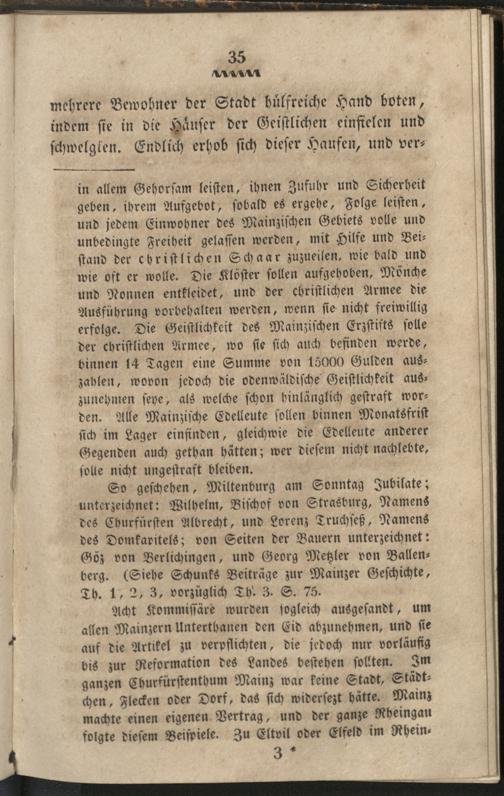 35
mehrere Bewohner der Stadt hülfreiche Hand boten,
indem sie in die Häuser der Geistlichen einfielen und
schwelgten. Endlich erhob sich dieser Haufen, und ver-
in allem Gehorsam leisten, ihnen Zufuhr und Sicherheit
geben, ihrem Aufgebot, sobald es ergehe, Folge leisten,
und jedem Einwohner des Mainzischen Gebiets volle und
unbedingte Freiheit gelassen werden, mit Hilfe und Bei-
stand der christlichen Schaar zuzueilen, wie bald und
wie oft er wolle. Die Klöster sollen aufgehoben, Mönche
und Nonnen entkleidet, und der christlichen Armee die
Ausführung vorbehalten werden, wenn sie nicht freiwillig
erfolge. Die Geistlichkeit des Mainzischen Erzstifts solle
der christlichen Armee, wo sie sich auch befinden werde,
binnen 14 Tagen eine Summe von 15000 Gulden aus-
zahlen, wovon jedoch die odenwäldische Geistlichkeit aus-
zunehmen seye, als welche schon hinlänglich gestraft wor-
den. Alle Mainzische Edelleute sollen binnen Monatsfrist
sich im Lager einfinden, gleichwie die Edelleute anderer
Gegenden auch gethan hätten; wer diesem nicht nachlebte,
solle nicht ungestraft bleiben.
So geschehen, Miltenburg am Sonntag Jubilate;
unterzeichnet: Wilhelm, Bischof von Strasburg, Namens
des Churfürsten Albrecht, und Lorenz Truchseß, Namens
des Domkapitels; von Seiten der Bauern unterzeichnet:
Göz von Berlichingen, und Georg Metzler von Ballen-
berg. (Siehe Schunks Beiträge zur Mainzer Geschichte,
Th. 1, 2, 3, vorzüglich Th. 3. S. 75.
Acht Kommissäre wurden sogleich ausgesandt, um
allen Mainzern Unterthanen den Eid abzunehmen, und sie
auf die Artikel zu verpflichten, die jedoch nur vorläufig
bis zur Reformation des Landes bestehen sollten. Im
ganzen Churfürstenthum Mainz war keine Stadt, Städt-
chen, Flecken oder Dorf, das sich widersezt hätte. Mainz
machte einen eigenen Vertrag, und der ganze Rheingau
folgte diesem Beispiele. Zu Eltvil oder Elfeld im Rhein-
3 *